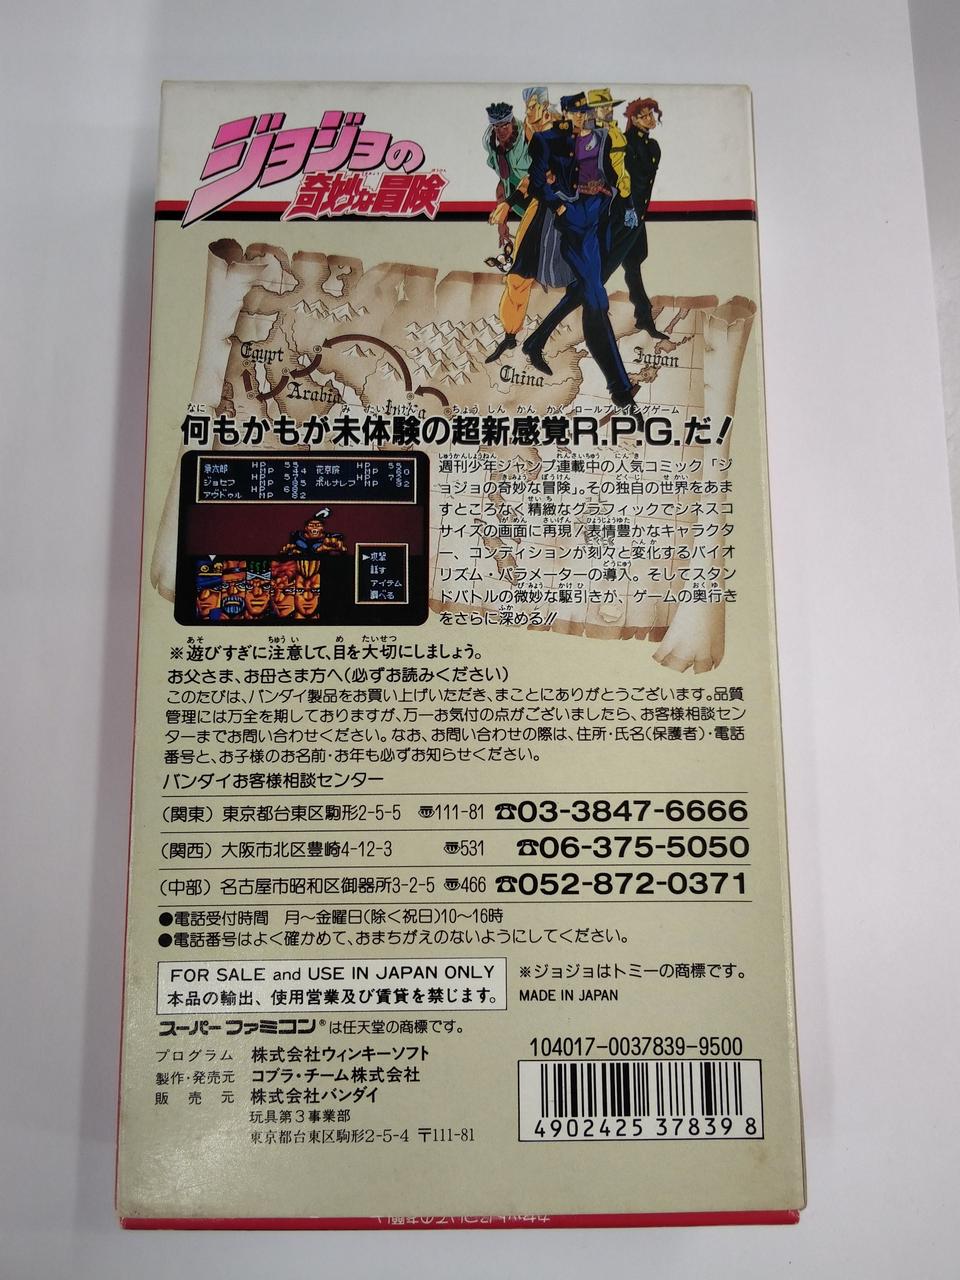 ジョジョの
奇妙な冒険
Egypt
Arabia
China
Japan
何もかもが未体験の超新感覚R.P.G.だ!
承太郎 HP MP
花京院 HP MP
ジョセフ HP MP
ポルナレフ HP MP
アヴドゥル HP MP
攻撃
話す
アイテム
調べる
週刊少年ジャンプ連載中の人気コミック「ジ
ョジョの奇妙な冒険」。その独自の世界をあま
すところなく精緻なグラフィックでシネスコ
サイズの画面に再現!表情豊かなキャラクタ
ー、コンディションが刻々と変化するバイオ
リズム・パラメーターの導入。そしてスタン
ドバトルの微妙な駆引きが、ゲームの奥行き
をさらに深める!!
※遊びすぎに注意して、目を大切にしましょう。
お父さま、お母さま方へ(必ずお読みください)
このたびは、バンダイ製品をお買い上げいただき、まことにありがとうございます。品質
管理には万全を期しておりますが、万一お気付の点がございましたら、お客様相談セン
ターまでお問い合わせください。なお、お問い合わせの際は、住所・氏名(保護者)・電話
番号と、お子様のお名前・お年も必ずお知らせください。
バンダイお客様相談センター
(関東) 東京都台東区駒形2-5-5 〠111-81 ☎03-3847-6666
(関西) 大阪市北区豊崎4-12-3 〠531 ☎06-375-5050
(中部) 名古屋市昭和区御器所3-2-5 〠466 ☎052-872-0371
●電話受付時間 月〜金曜日(除く祝日)10〜16時
●電話番号はよく確かめて、おまちがえのないようにしてください。
FOR SALE and USE IN JAPAN ONLY
本品の輸出、使用営業及び賃貸を禁じます。
※ジョジョはトミーの商標です。
MADE IN JAPAN
スーパーファミコン®は任天堂の商標です。
プログラム 株式会社ウィンキーソフト
製作・発売元 コブラ・チーム株式会社
販売元 株式会社バンダイ
玩具第3事業部
東京都台東区駒形2-5-4 〒111-81
104017-0037839-9500
4902425 37839 8